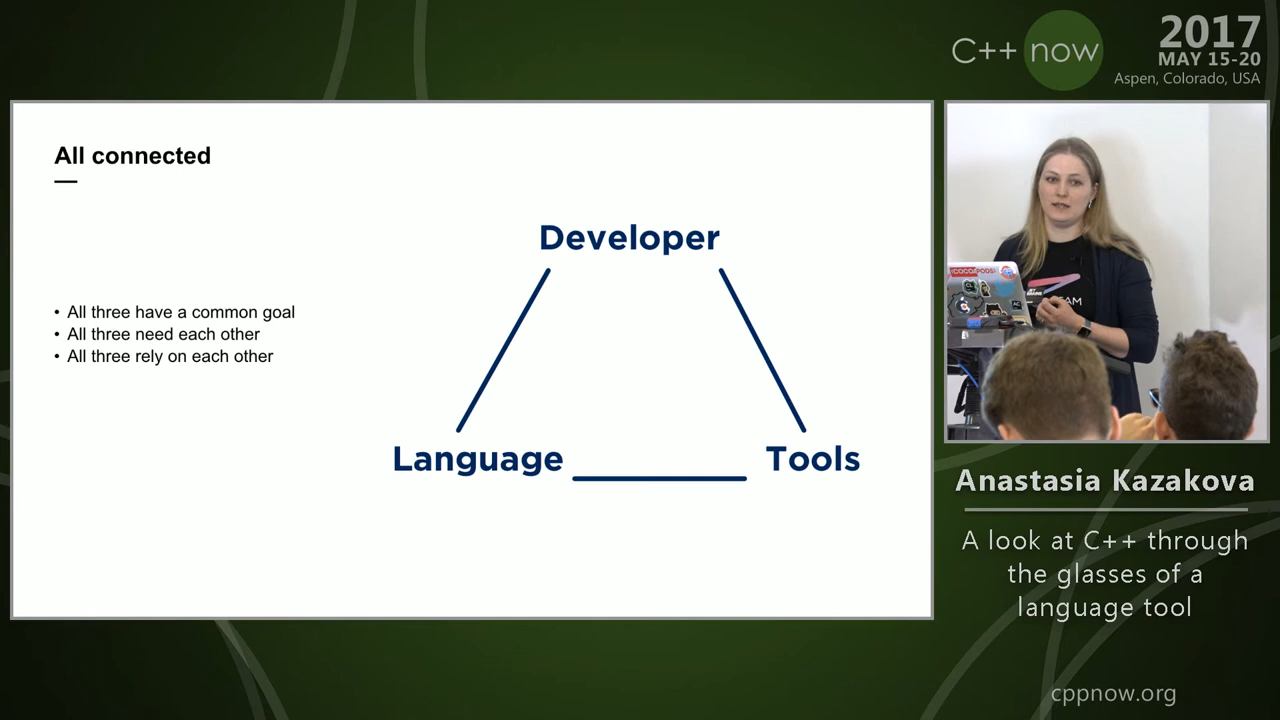 C++ now
2017
MAY 15-20
Aspen, Colorado, USA
All connected
• All three have a common goal
• All three need each other
• All three rely on each other
Developer
Language
Tools
Anastasia Kazakova
A look at C++ through
the glasses of a
language tool
cppnow.org